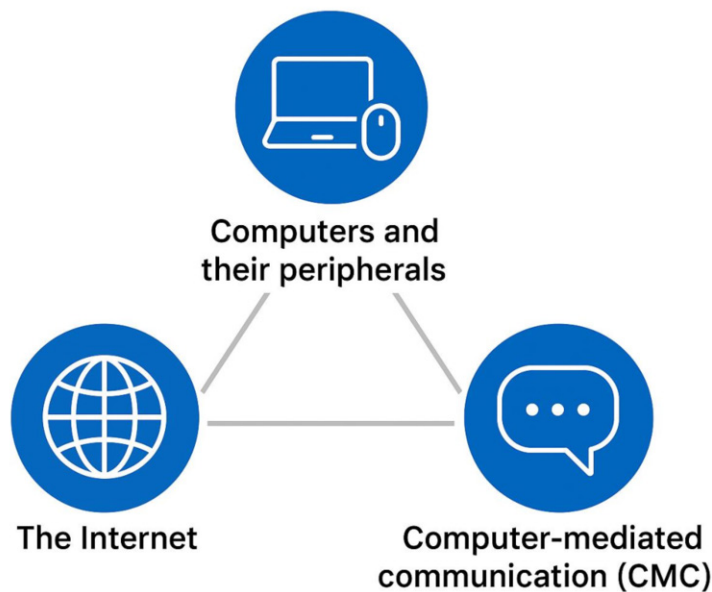 Computers and
their peripherals
The Internet
Computer-mediated
communication (CMC)